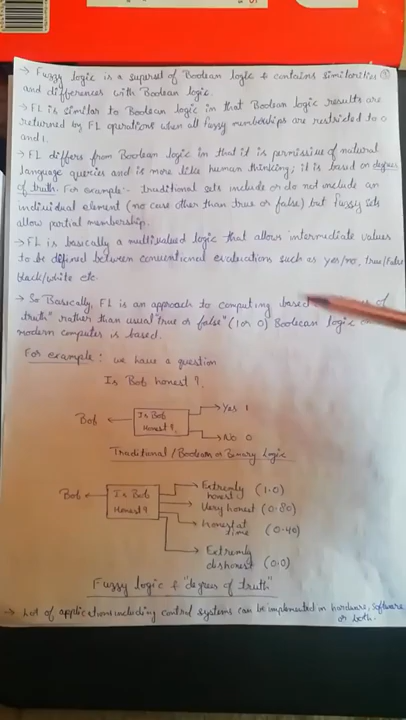 → Fuzzy logic is a superset of Boolean logic & contains similarities ③
and differences with Boolean logic.
→ FL is similar to Boolean logic in that Boolean logic results are
returned by FL operations when all fuzzy memberships are restricted to 0
and 1.
→ FL differs from Boolean logic in that it is permissive of natural
language queries and is more like human thinking; it is based on degrees
of truth. For example:- Traditional sets include or do not include an
individual element (no case other than true or false) but Fuzzy sets
allow partial membership.
→ FL is basically a multivalued logic that allows intermediate values
to be defined between conventional evaluations such as yes/no, true/false
black/white etc.
→ So Basically, FL is an approach to computing based of
truth" rather than usual true or false" (1 or 0) Boolean logic
modern computer is based.
For example: we have a question
Is Bob honest?
Bob
Is Bob
Honest?
Yes 1
No 0
Traditional/Boolean or Binary Logic
Bob
Is Bob
Honest?
Extremly
honest (1.0)
Very honest (0.80)
honest at
time (0.40)
Extremly
dishonest (0.0)
Fuzzy Logic & "degrees of truth"
→ Lot of applications including control systems can be implemented in hardware, software
or both.